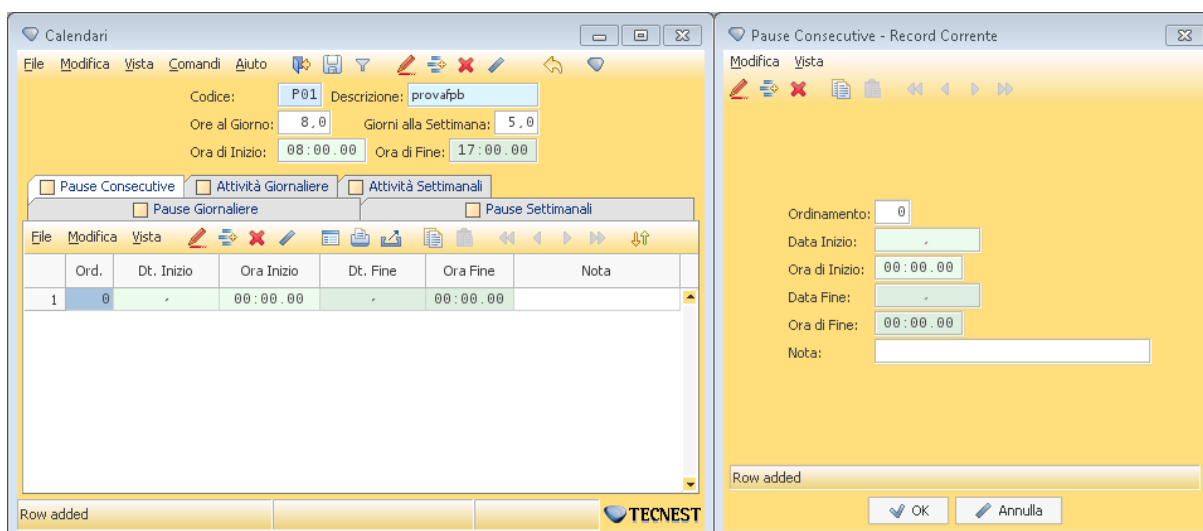 Calendari
File Modifica Vista Comandi Aiuto
Codice: P01 Descrizione: provafpb
Ore al Giorno: 8,0 Giorni alla Settimana: 5,0
Ora di Inizio: 08:00.00 Ora di Fine: 17:00.00
Pause Consecutive Attività Giornaliere Attività Settimanali
Pause Giornaliere Pause Settimanali
File Modifica Vista
Ord. Dt. Inizio Ora Inizio Dt. Fine Ora Fine Nota
1 0 , 00:00.00 , 00:00.00
Row added TECNEST
Pause Consecutive - Record Corrente
Modifica Vista
Ordinamento: 0
Data Inizio: ,
Ora di Inizio: 00:00.00
Data Fine: ,
Ora di Fine: 00:00.00
Nota:
Row added
OK Annulla